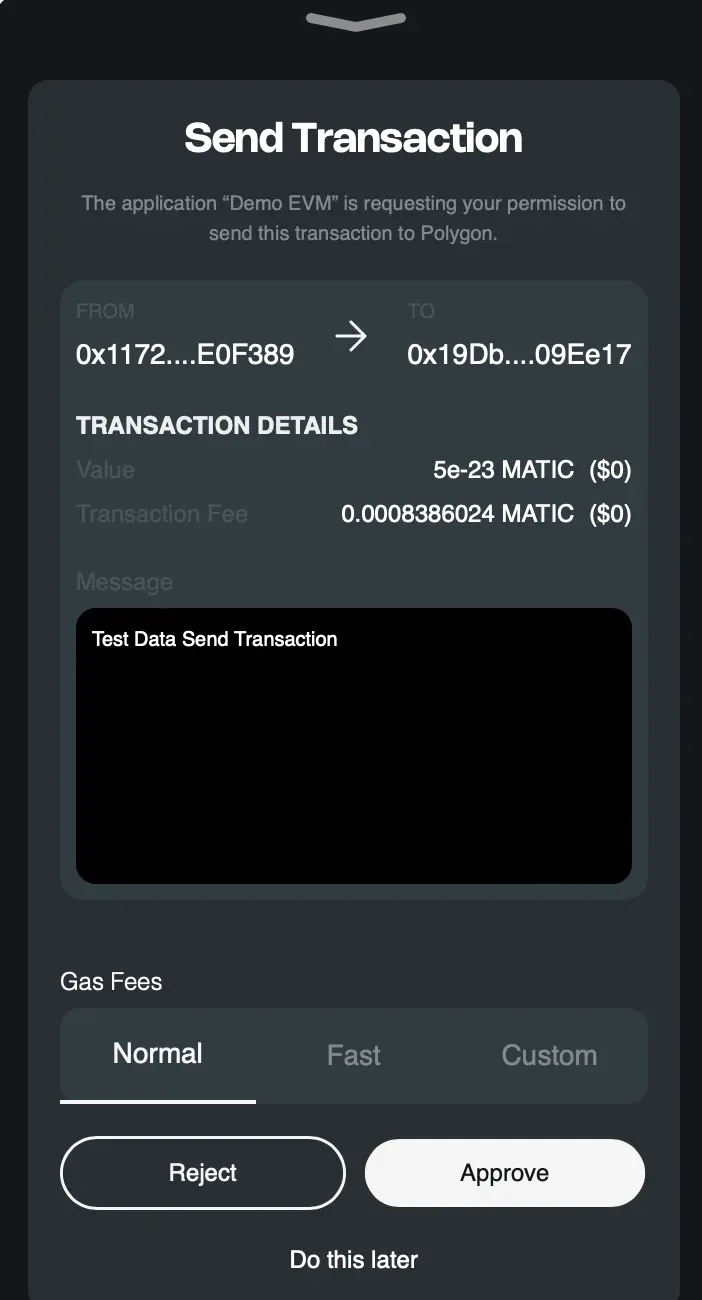 Send Transaction
The application “Demo EVM” is requesting your permission to
send this transaction to Polygon.
FROM
TO
0x1172....E0F389
0x19Db....09Ee17
TRANSACTION DETAILS
Value 5e-23 MATIC ($0)
Transaction Fee 0.0008386024 MATIC ($0)
Message
Test Data Send Transaction
Gas Fees
Normal Fast Custom
Reject Approve
Do this later